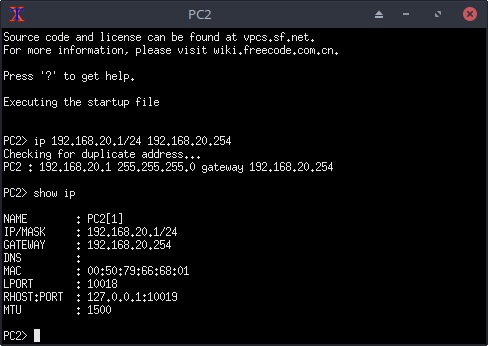 PC2
Source code and license can be found at vpcs.sf.net.
For more information, please visit wiki.freecode.com.cn.
Press '?' to get help.
Executing the startup file
PC2> ip 192.168.20.1/24 192.168.20.254
Checking for duplicate address...
PC2 : 192.168.20.1 255.255.255.0 gateway 192.168.20.254
PC2> show ip
NAME        : PC2[1]
IP/MASK     : 192.168.20.1/24
GATEWAY     : 192.168.20.254
DNS         :
MAC         : 00:50:79:66:68:01
LPORT       : 10018
RHOST:PORT  : 127.0.0.1:10019
MTU         : 1500
PC2>